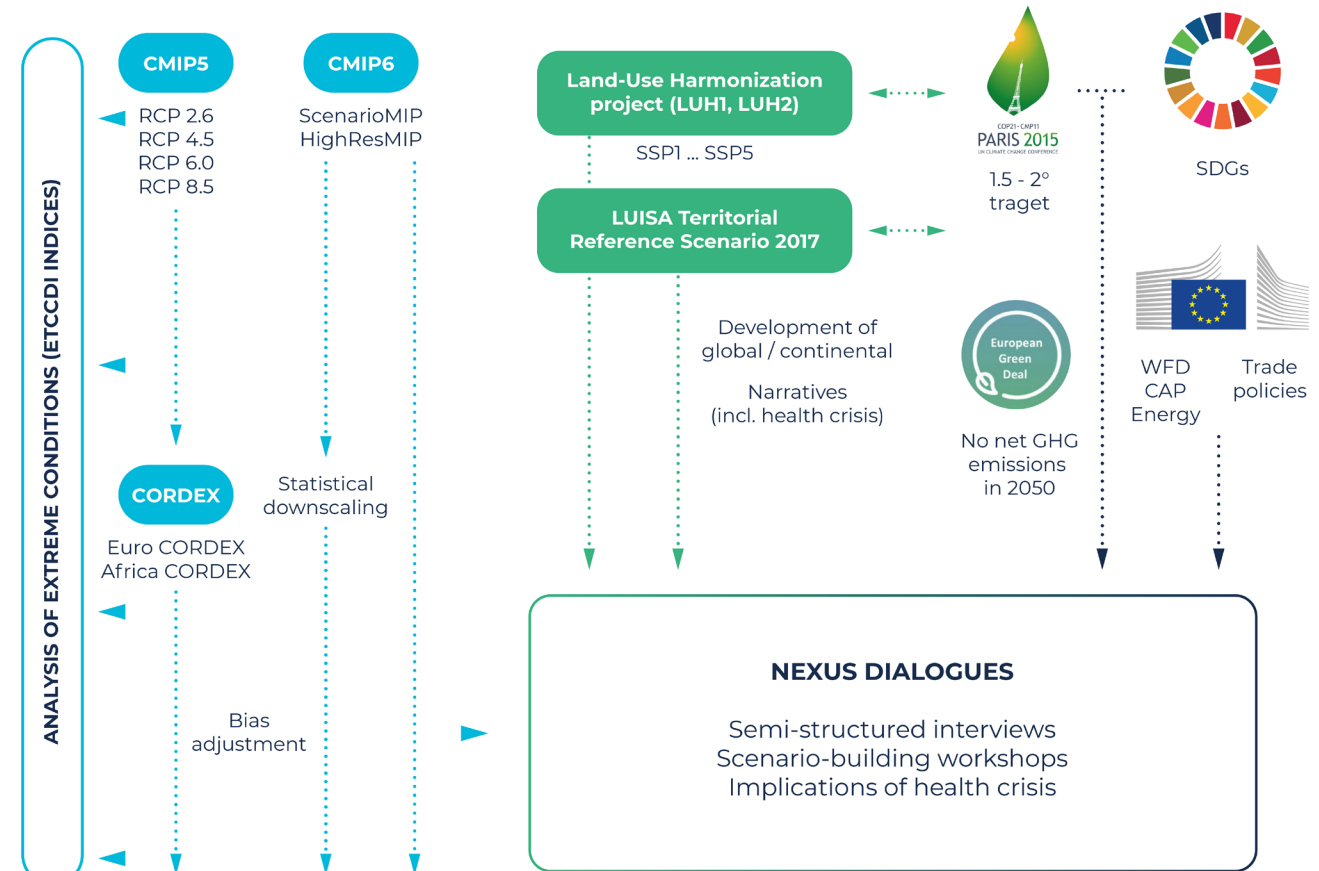 ANALYSIS OF EXTREME CONDITIONS (ETCCDI INDICES)
CMIP5
RCP 2.6
RCP 4.5
RCP 6.0
RCP 8.5
CORDEX
Euro CORDEX
Africa CORDEX
Bias
adjustment
CMIP6
ScenarioMIP
HighResMIP
Statistical
downscaling
Land-Use Harmonization
project (LUH1, LUH2)
SSP1 ... SSP5
LUISA Territorial
Reference Scenario 2017
Development of
global / continental
Narratives
(incl. health crisis)
COP21·CMP11
PARIS 2015
UN CLIMATE CHANGE CONFERENCE
1.5 - 2°
traget
European
Green
Deal
No net GHG
emissions
in 2050
SDGs
WFD
CAP
Energy
Trade
policies
NEXUS DIALOGUES
Semi-structured interviews
Scenario-building workshops
Implications of health crisis